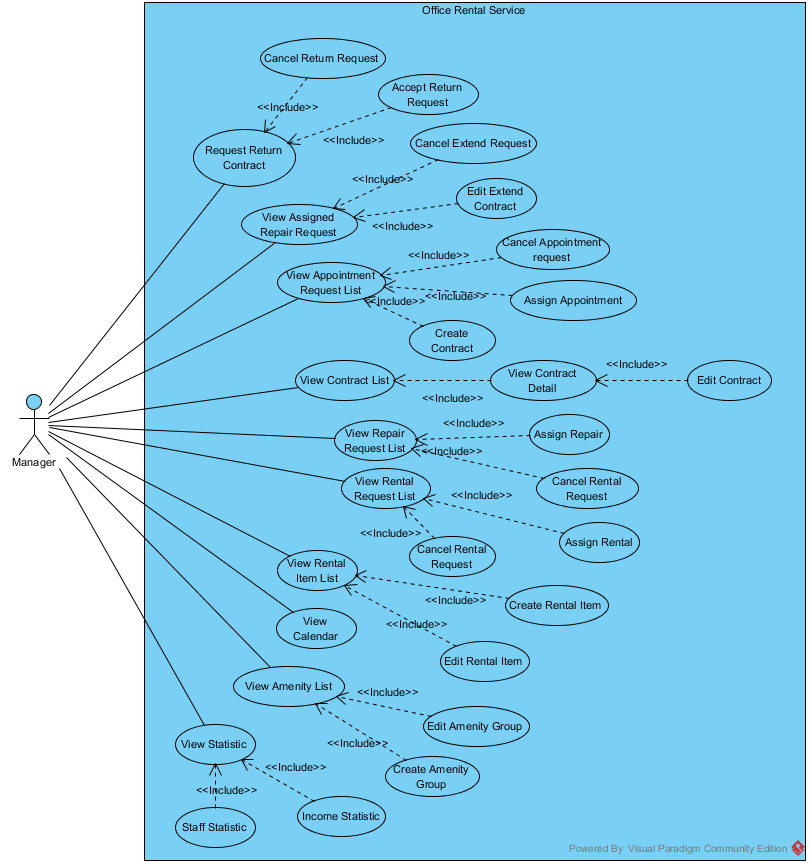 Office Rental Service
Cancel Return Request
Accept Return
Request
<<Include>>
<<Include>>
Request Return
Contract
Cancel Extend Request
<<Include>>
Edit Extend
Contract
<<Include>>
View Assigned
Repair Request
Cancel Appointment
request
<<Include>>
View Appointment
Request List
<<Include>>
<<Include>>
Assign Appointment
Create
Contract
View Contract List
<<Include>>
View Contract
Detail
<<Include>>
Edit Contract
Manager
View Repair
Request List
<<Include>>
Assign Repair
<<Include>>
Cancel Rental
Request
View Rental
Request List
<<Include>>
Assign Rental
<<Include>>
Cancel Rental
Request
View Rental
Item List
<<Include>>
Create Rental Item
<<Include>>
Edit Rental Item
View
Calendar
View Amenity List
<<Include>>
Edit Amenity Group
<<Include>>
Create Amenity
Group
View Statistic
<<Include>>
<<Include>>
Income Statistic
Staff Statistic
Powered By Visual Paradigm Community Edition